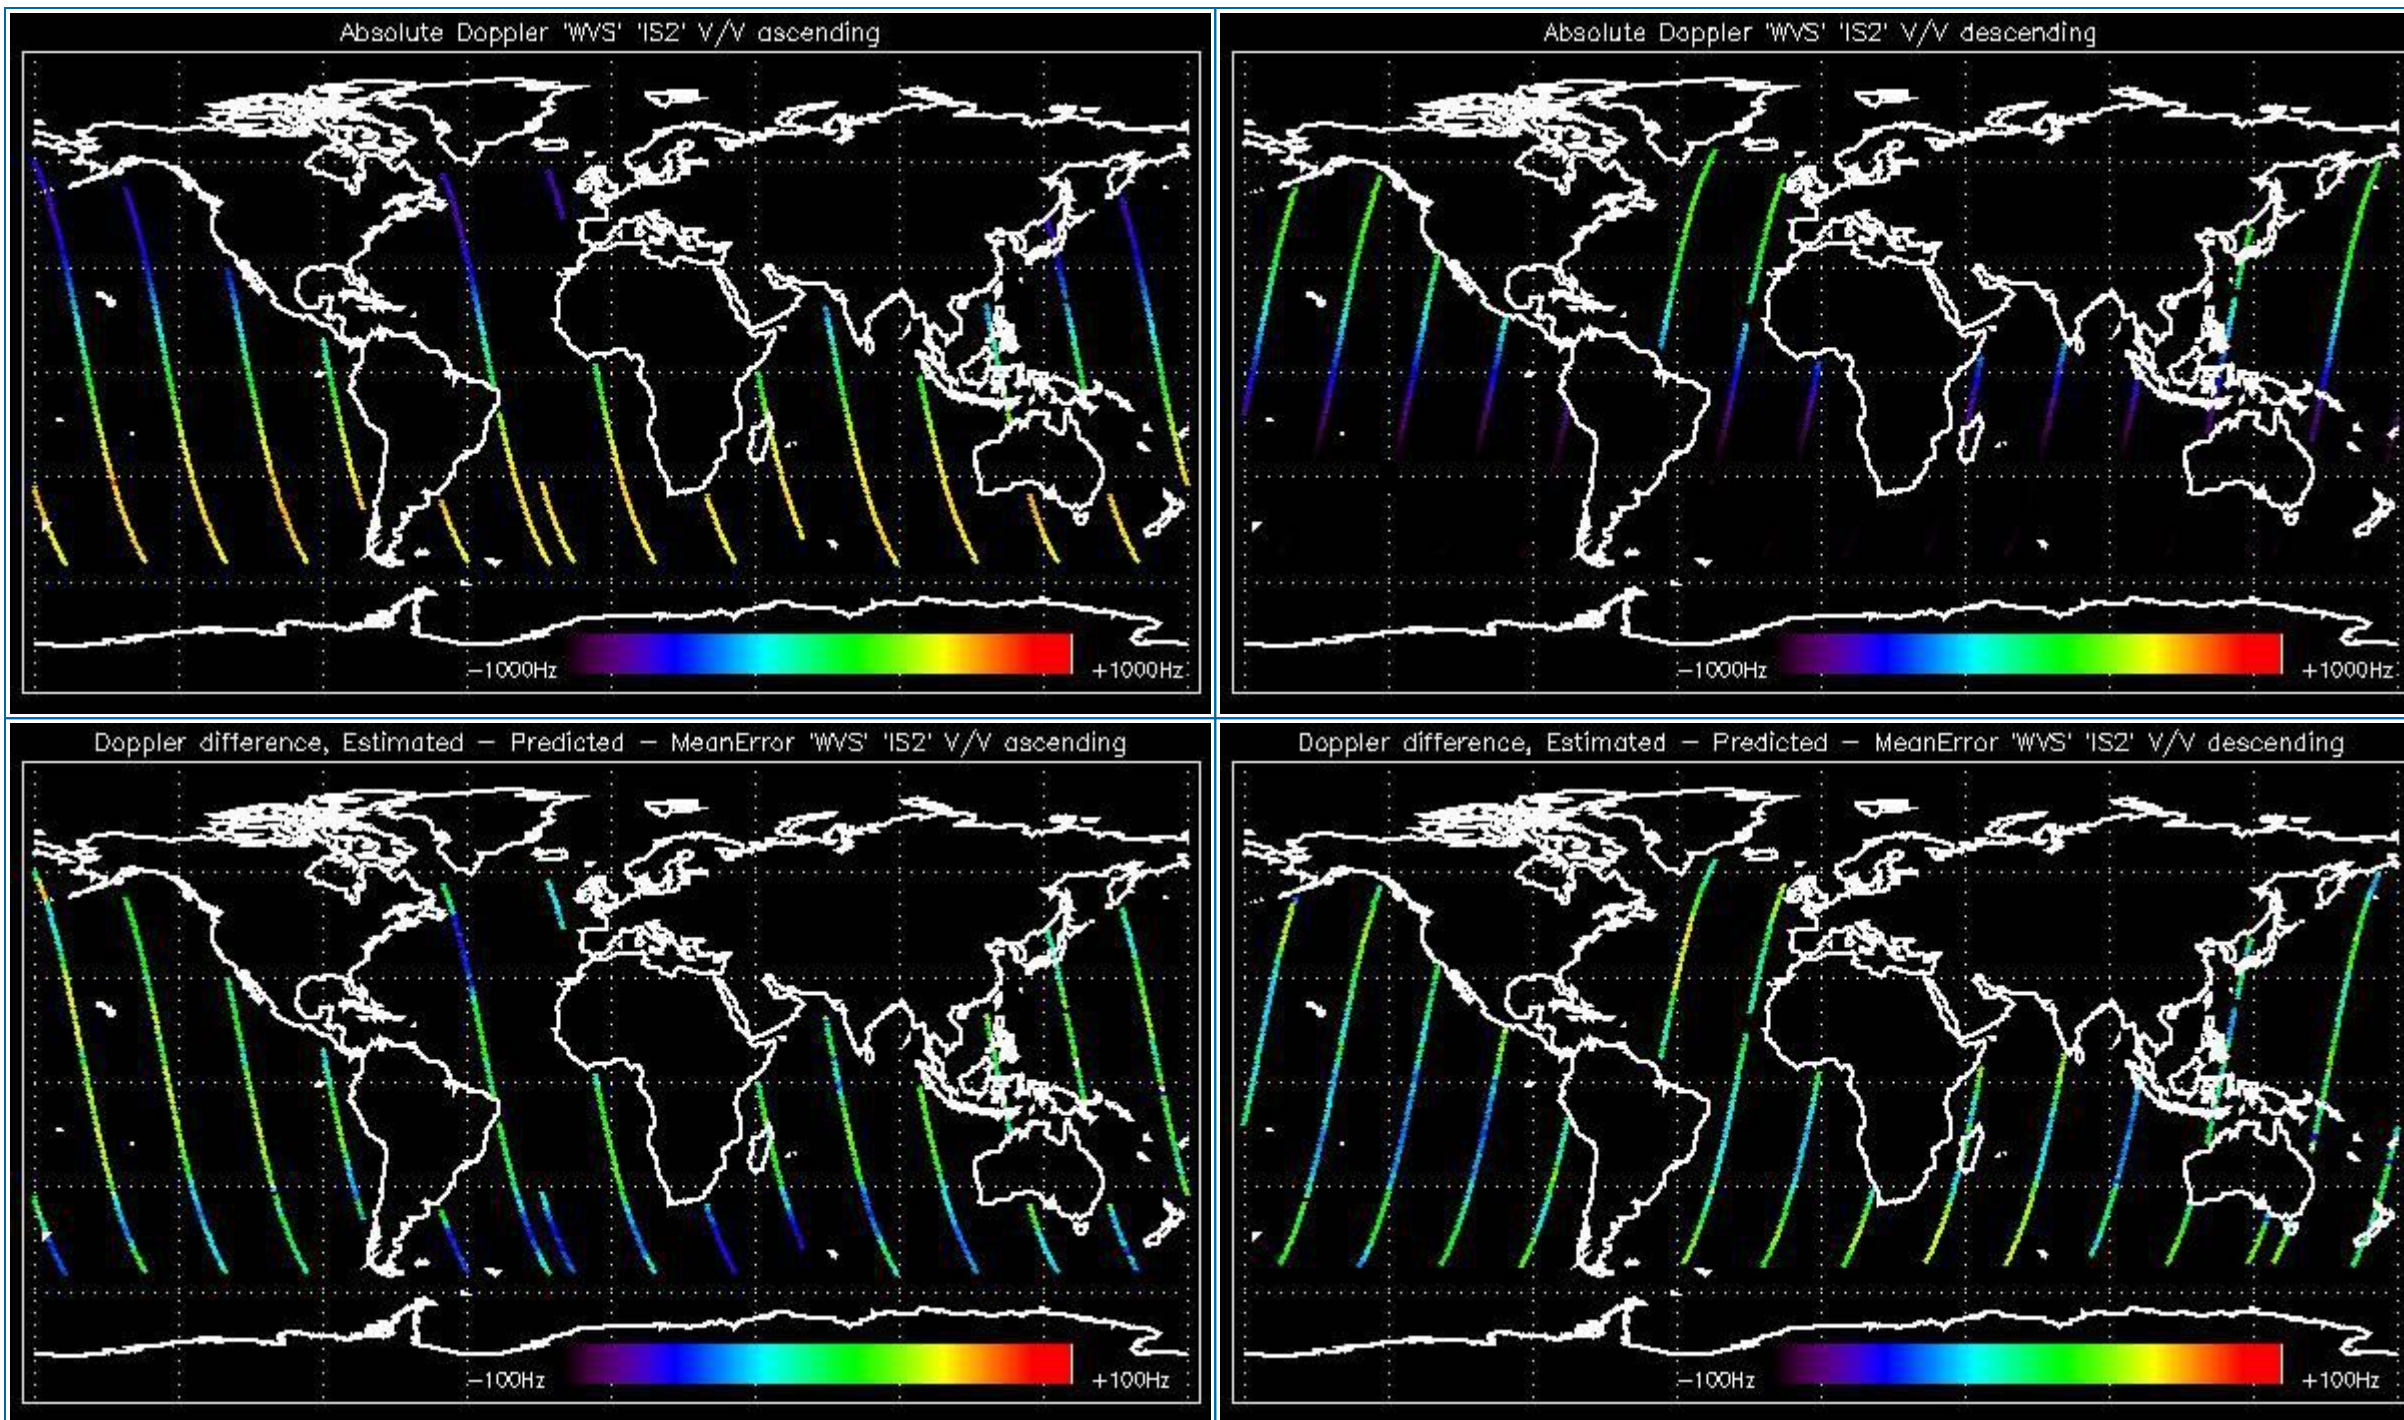 Absolute Doppler 'WVS' 'IS2' V/V ascending
-1000Hz
+1000Hz
Absolute Doppler 'WVS' 'IS2' V/V descending
-1000Hz
+1000Hz
Doppler difference, Estimated - Predicted - MeanError 'WVS' 'IS2' V/V ascending
-100Hz
+100Hz
Doppler difference, Estimated - Predicted - MeanError 'WVS' 'IS2' V/V descending
-100Hz
+100Hz